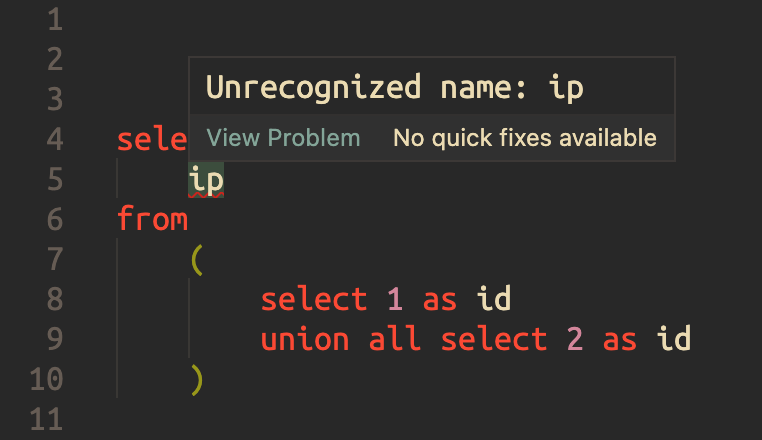 1
2
3
Unrecognized name: ip
View Problem No quick fixes available
4 sele
5 ip
6 from
7 (
8 select 1 as id
9 union all select 2 as id
10 )
11